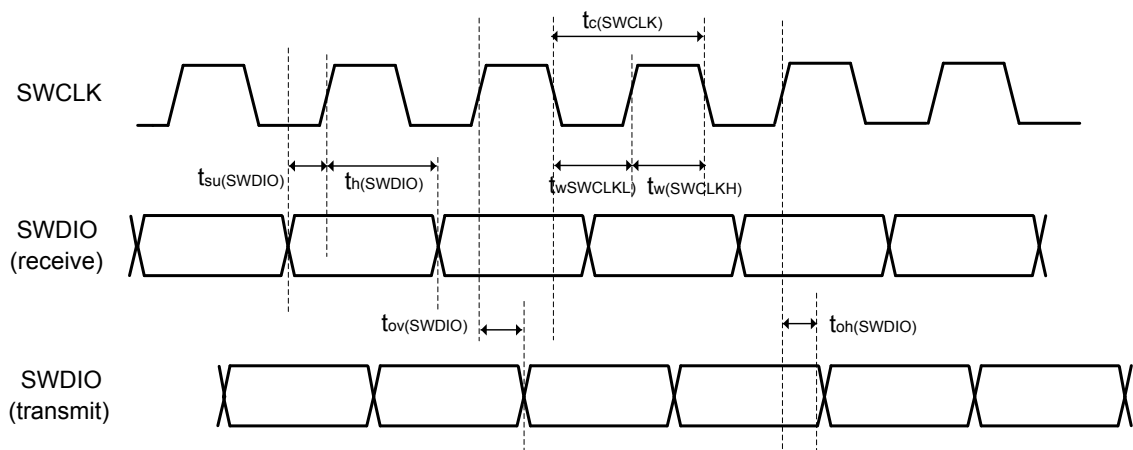 tc(SWCLK)
SWCLK
tsu(SWDIO)
th(SWDIO)
twSWCLKL)
tw(SWCLKH)
SWDIO
(receive)
tov(SWDIO)
toh(SWDIO)
SWDIO
(transmit)